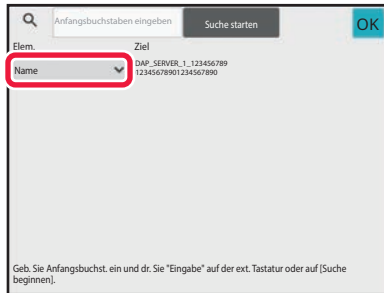 Anfangsbuchstaben eingeben
Suche starten
OK
Elem.
Ziel
Name
DAP_SERVER_1_123456789
12345678901234567890
Geb. Sie Anfangsbuchst. ein und dr. Sie "Eingabe" auf der ext. Tastatur oder auf [Suche
beginnen].